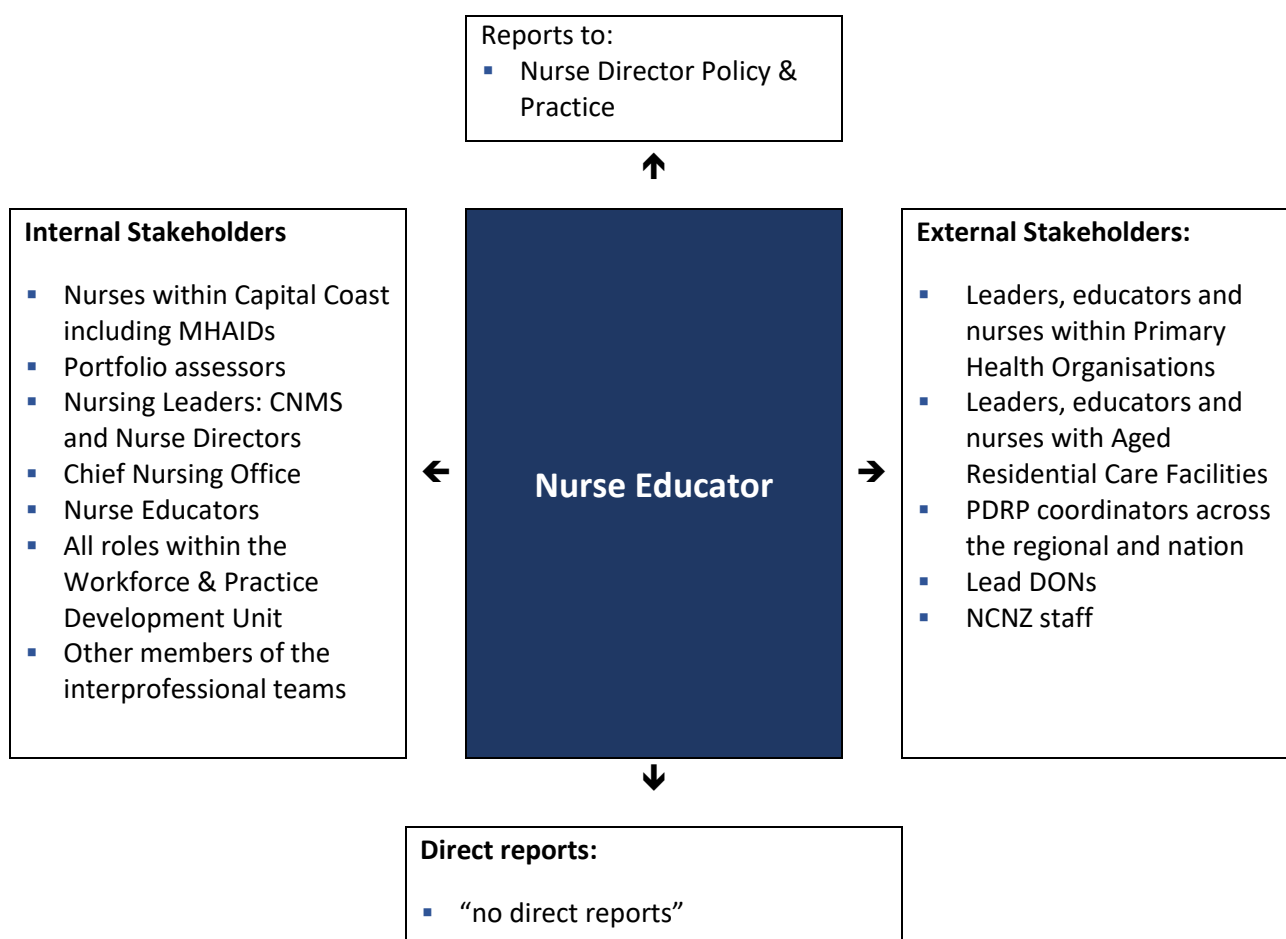 Reports to:
▪ Nurse Director Policy &
Practice
🡩
Internal Stakeholders
▪ Nurses within Capital Coast
including MHAIDs
▪ Portfolio assessors
▪ Nursing Leaders: CNMS
and Nurse Directors
▪ Chief Nursing Office
▪ Nurse Educators
▪ All roles within the
Workforce & Practice
Development Unit
▪ Other members of the
interprofessional teams
🡨
Nurse Educator
🡪
External Stakeholders:
▪ Leaders, educators and
nurses within Primary
Health Organisations
▪ Leaders, educators and
nurses with Aged
Residential Care Facilities
▪ PDRP coordinators across
the regional and nation
▪ Lead DONs
▪ NCNZ staff
🡫
Direct reports:
▪ “no direct reports”